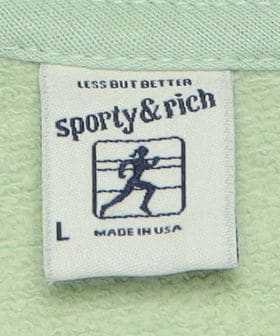 LESS BUT BETTER
sporty & rich
L
MADE IN USA